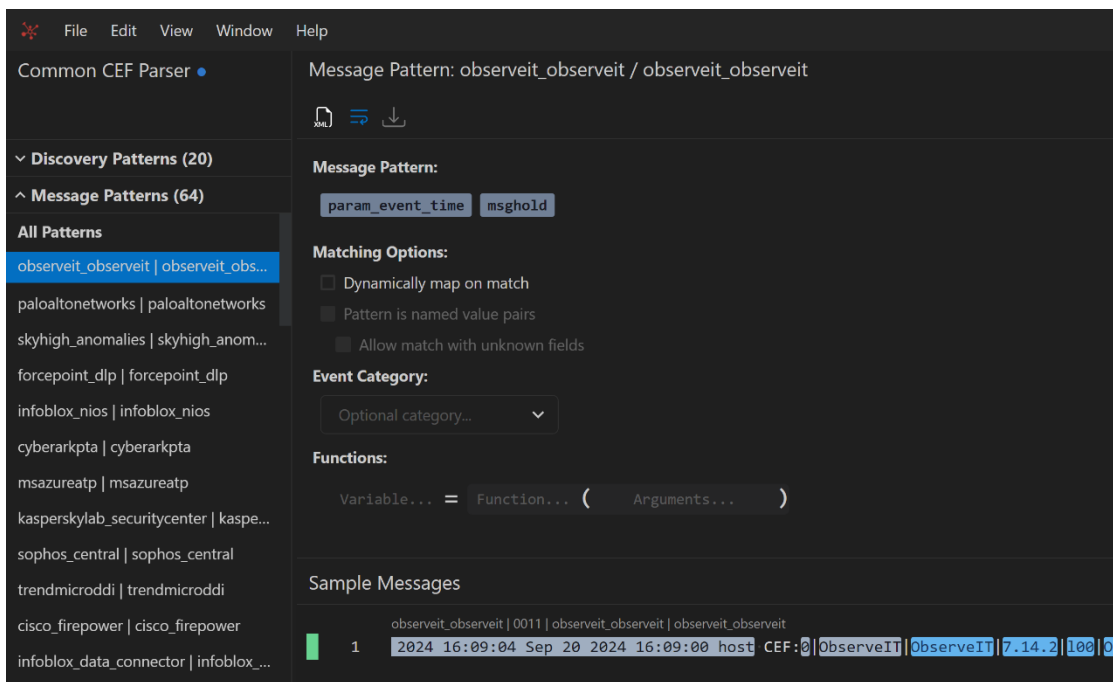 File Edit View Window Help
Common CEF Parser
Message Pattern: observeit_observeit / observeit_observeit
XML
Discovery Patterns (20)
Message Patterns (64)
All Patterns
observeit_observeit | observeit_obs...
paloaltonetworks | paloaltonetworks
skyhigh_anomalies | skyhigh_anom...
forcepoint_dlp | forcepoint_dlp
infoblox_nios | infoblox_nios
cyberarkpta | cyberarkpta
msazureatp | msazureatp
kasperskylab_securitycenter | kaspe...
sophos_central | sophos_central
trendmicroddi | trendmicroddi
cisco_firepower | cisco_firepower
infoblox_data_connector | infoblox_...
Message Pattern:
param_event_time msghold
Matching Options:
Dynamically map on match
Pattern is named value pairs
Allow match with unknown fields
Event Category:
Optional category...
Functions:
Variable... = Function... ( Arguments... )
Sample Messages
observeit_observeit | 0011 | observeit_observeit | observeit_observeit
1 2024 16:09:04 Sep 20 2024 16:09:00 host CEF:0|ObserveIT|ObserveIT|7.14.2|100|O